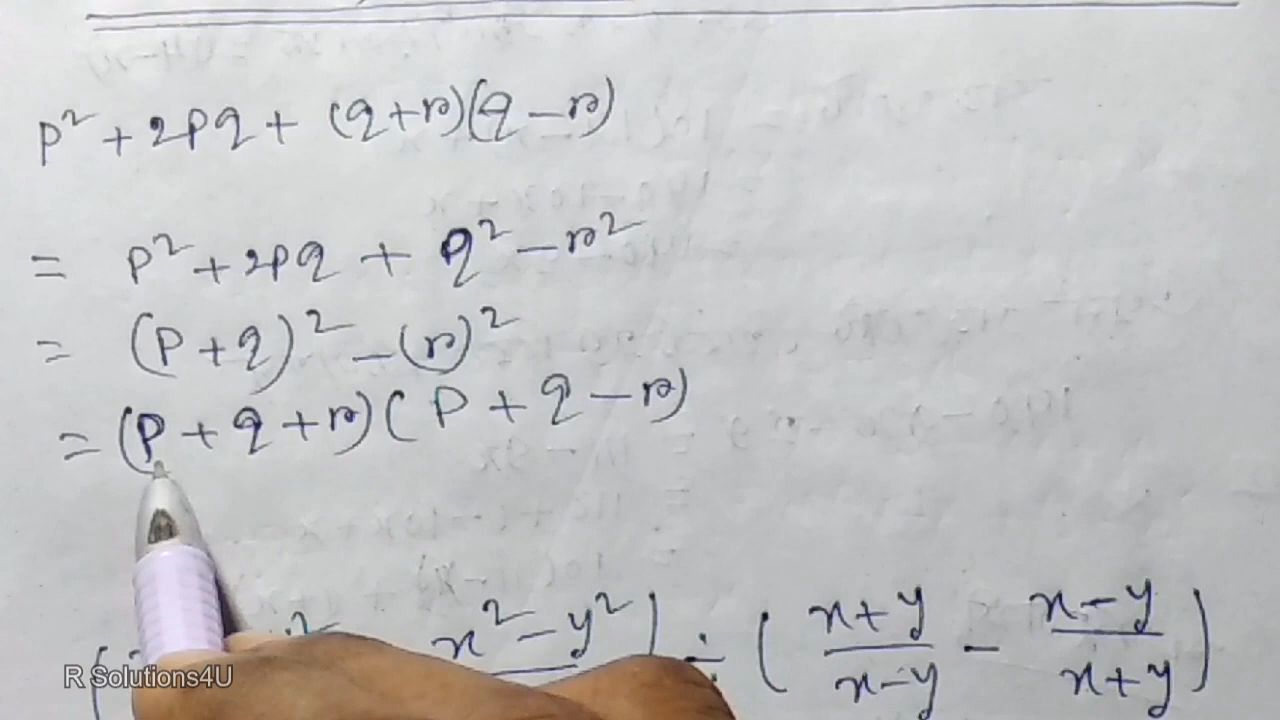 p² + 2pq + (q+r)(q-r)
= p² + 2pq + q² - r²
= (p+q)² - (r)²
= (p+q+r)(p+q-r)
x² - y² ) ÷ ( x+y / x-y - x-y / x+y )
R Solutions4U